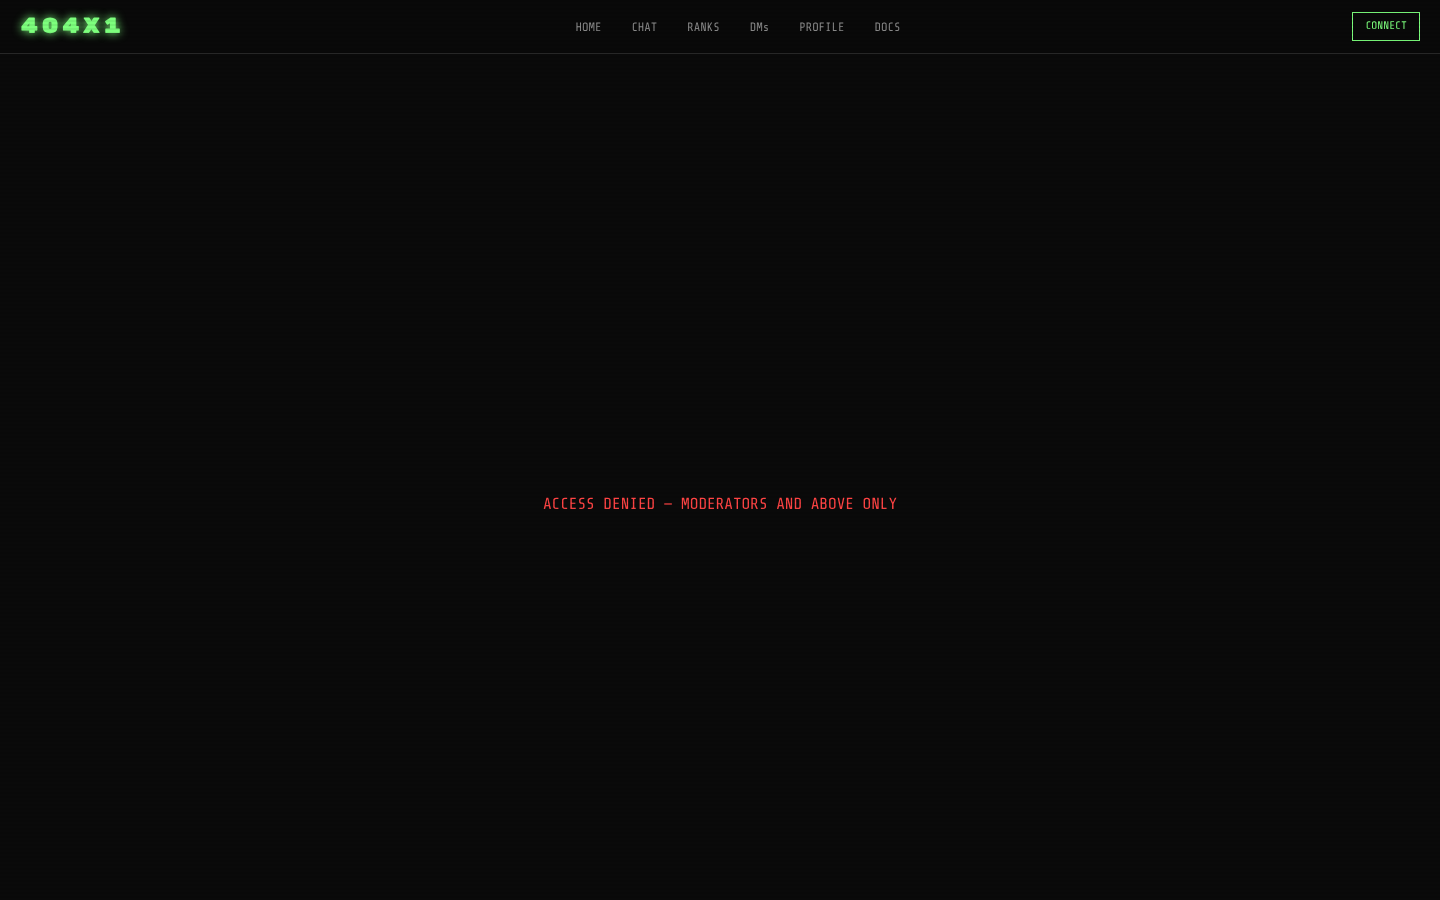 404X1
HOME CHAT RANKS DMs PROFILE DOCS
CONNECT
ACCESS DENIED — MODERATORS AND ABOVE ONLY